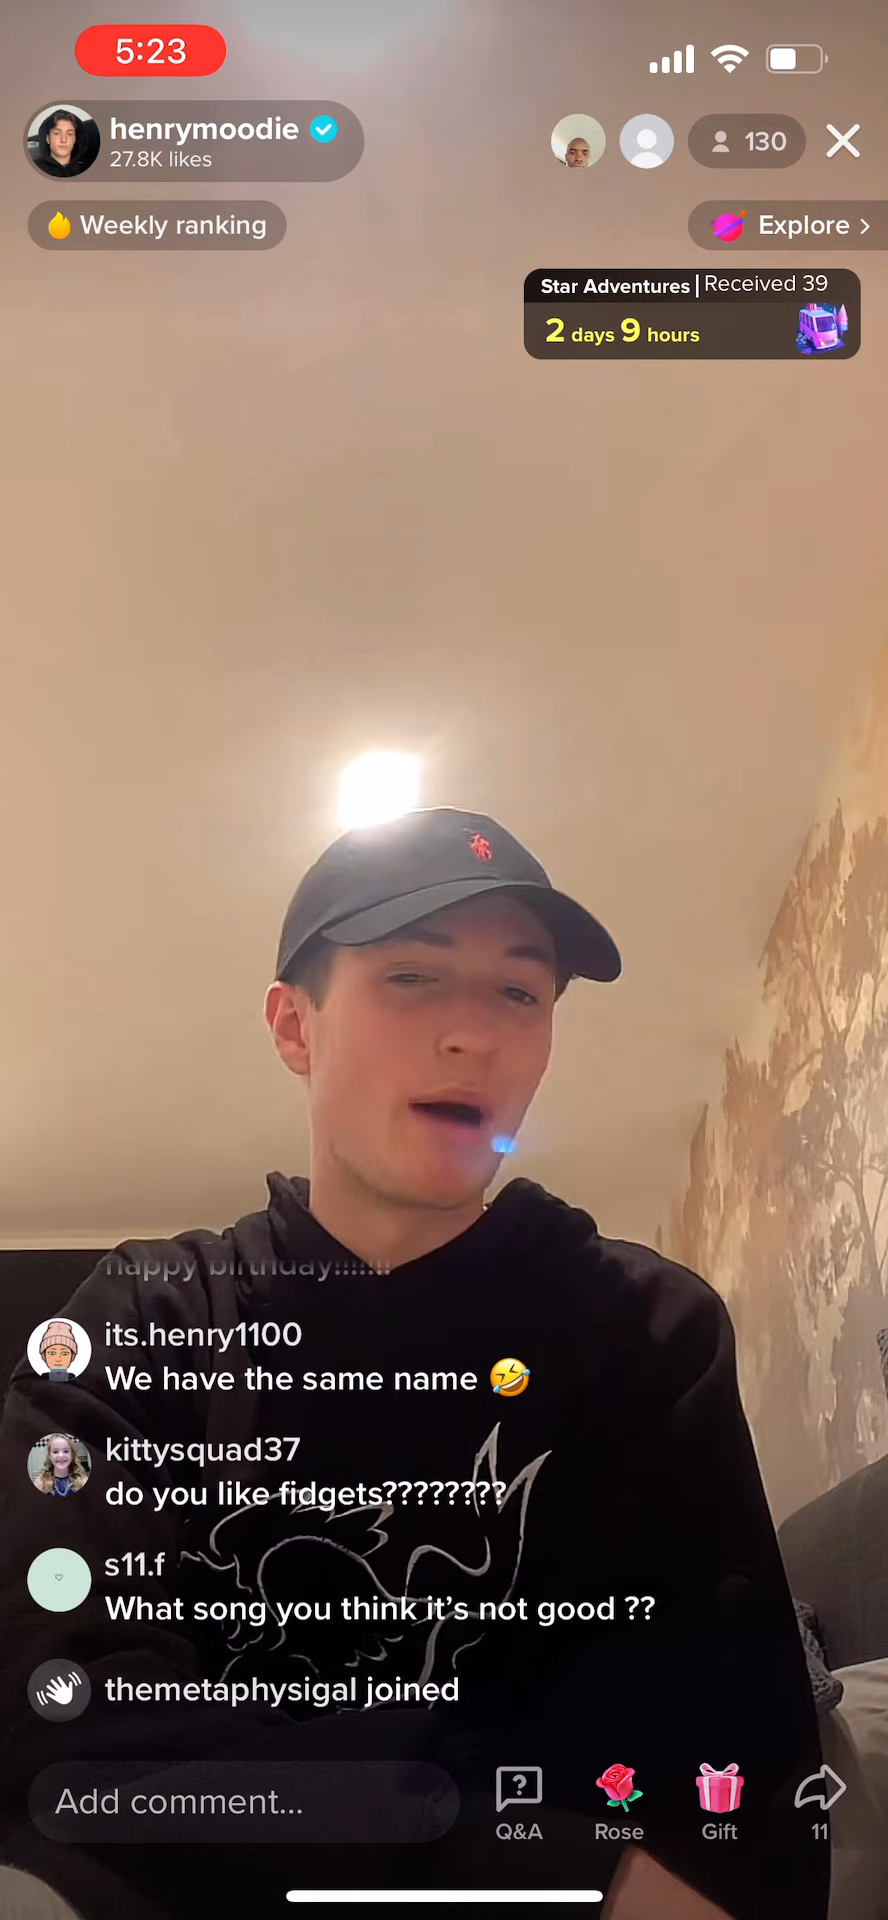 5:23
henrymoodie
27.8K likes
130
Weekly ranking
Explore >
Star Adventures | Received 39
2 days 9 hours
happy birthday!!!!!!!
its.henry1100
We have the same name 🤣
kittysquad37
do you like fidgets????????
s11.f
What song you think it’s not good ??
themetaphysigal joined
Add comment...
?
Q&A
Rose
Gift
11